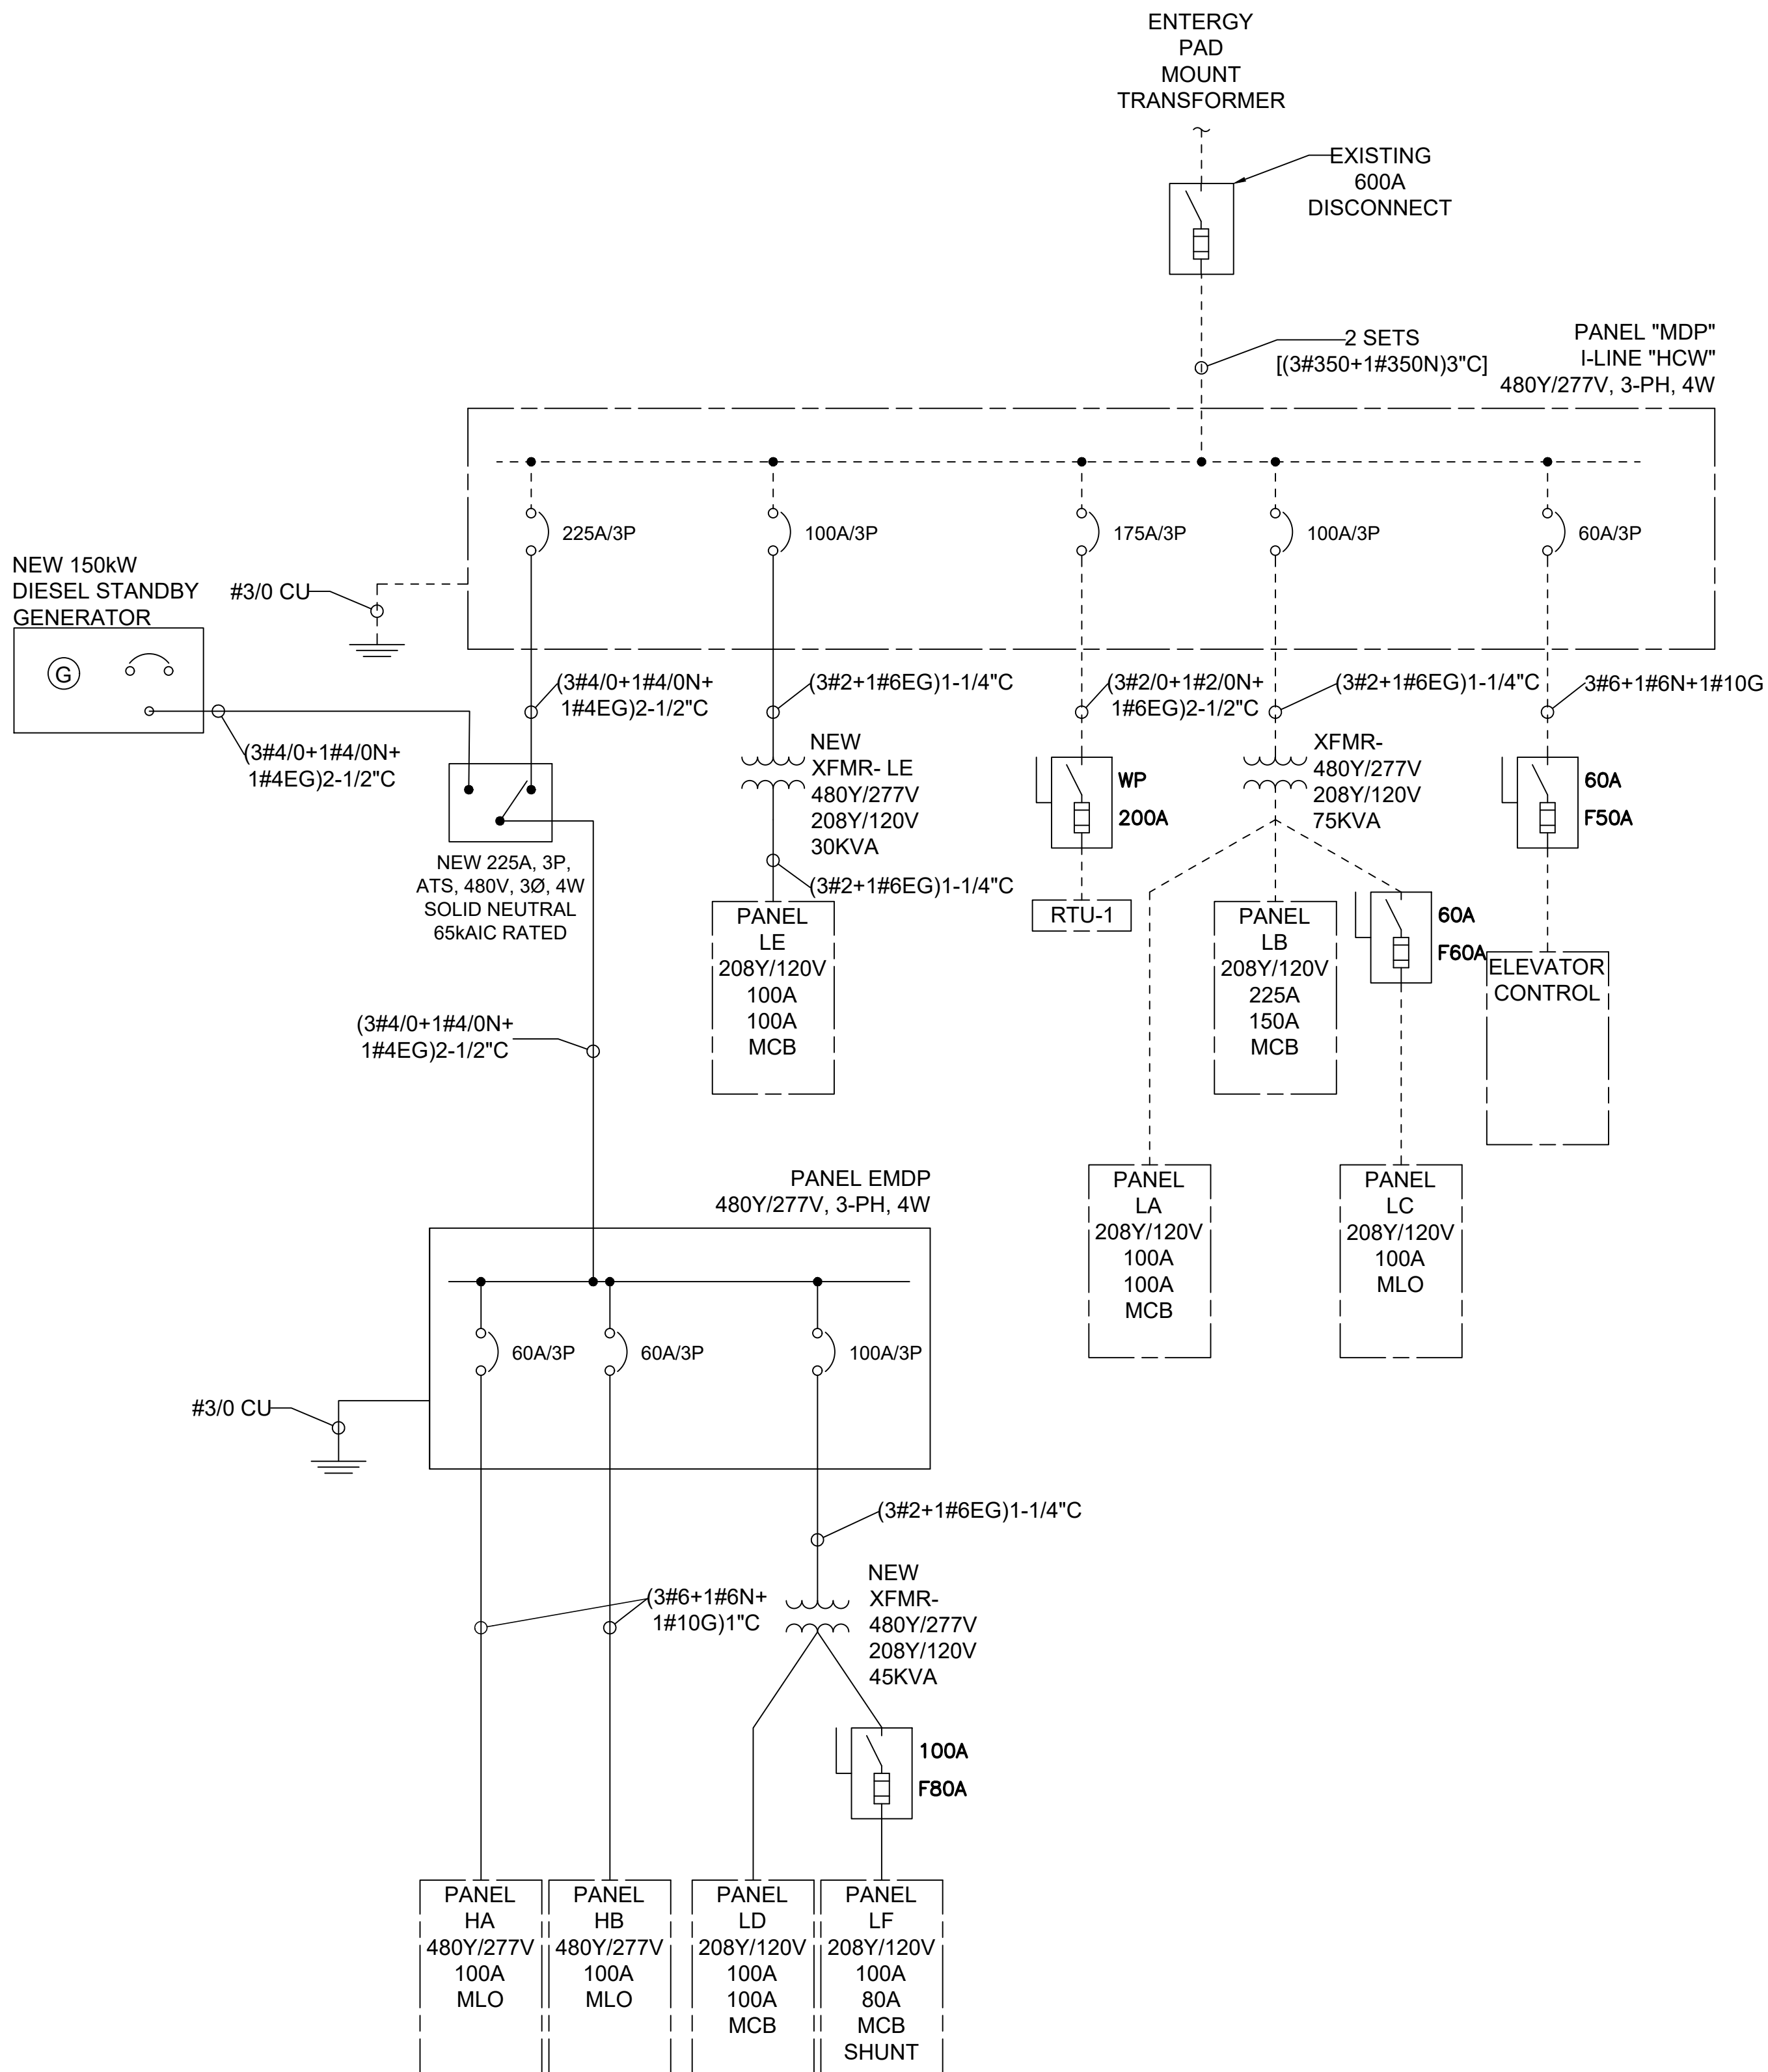 ENTERGY
PAD
MOUNT
TRANSFORMER
EXISTING
600A
DISCONNECT
2 SETS
[(3#350+1#350N)3"C]
PANEL "MDP"
I-LINE "HCW"
480Y/277V, 3-PH, 4W
225A/3P
100A/3P
175A/3P
100A/3P
60A/3P
NEW 150kW
DIESEL STANDBY
GENERATOR
G
#3/0 CU
(3#4/0+1#4/0N+
1#4EG)2-1/2"C
(3#4/0+1#4/0N+
1#4EG)2-1/2"C
(3#2+1#6EG)1-1/4"C
(3#2/0+1#2/0N+
1#6EG)2-1/2"C
(3#2+1#6EG)1-1/4"C
3#6+1#6N+1#10G
NEW
XFMR- LE
480Y/277V
208Y/120V
30KVA
WP
200A
XFMR-
480Y/277V
208Y/120V
75KVA
60A
F50A
NEW 225A, 3P,
ATS, 480V, 3Ø, 4W
SOLID NEUTRAL
65kAIC RATED
(3#2+1#6EG)1-1/4"C
PANEL
LE
208Y/120V
100A
100A
MCB
RTU-1
PANEL
LB
208Y/120V
225A
150A
MCB
60A
F60A
ELEVATOR
CONTROL
(3#4/0+1#4/0N+
1#4EG)2-1/2"C
PANEL EMDP
480Y/277V, 3-PH, 4W
PANEL
LA
208Y/120V
100A
100A
MCB
PANEL
LC
208Y/120V
100A
MLO
60A/3P
60A/3P
100A/3P
#3/0 CU
(3#2+1#6EG)1-1/4"C
(3#6+1#6N+
1#10G)1"C
NEW
XFMR-
480Y/277V
208Y/120V
45KVA
100A
F80A
PANEL
HA
480Y/277V
100A
MLO
PANEL
HB
480Y/277V
100A
MLO
PANEL
LD
208Y/120V
100A
100A
MCB
PANEL
LF
208Y/120V
100A
80A
MCB
SHUNT